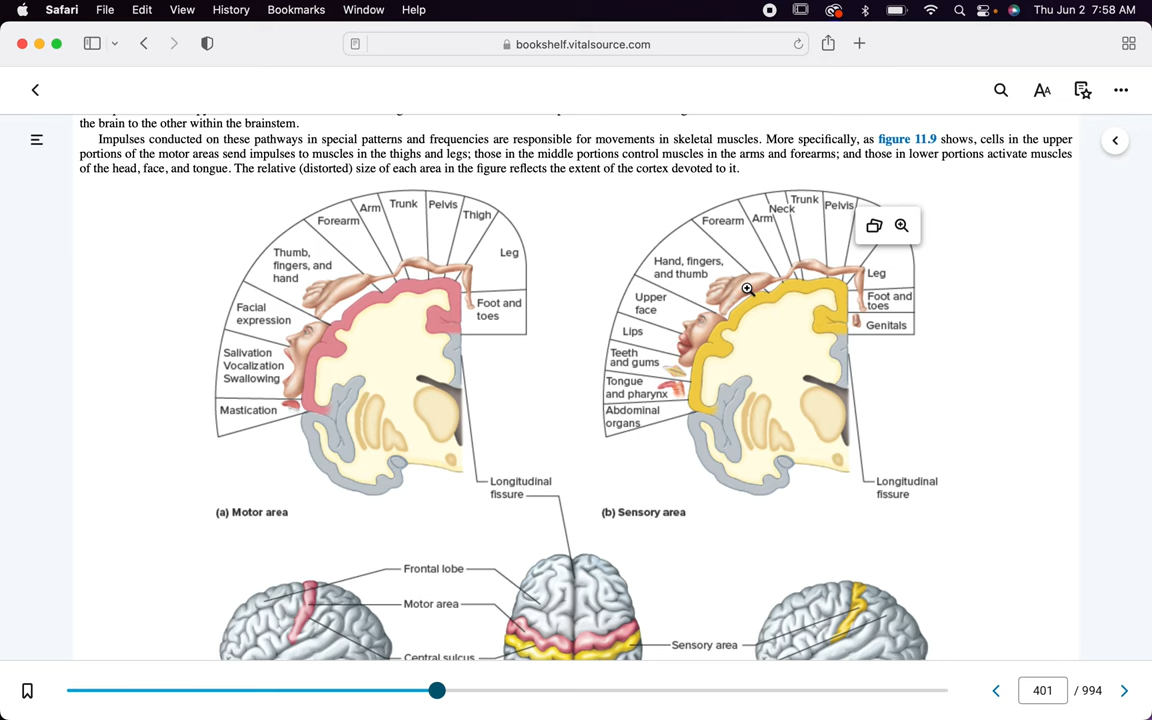 Safari File Edit View History Bookmarks Window Help Thu Jun 2 7:58 AM
bookshelf.vitalsource.com
AA
the brain to the other within the brainstem.
Impulses conducted on these pathways in special patterns and frequencies are responsible for movements in skeletal muscles. More specifically, as figure 11.9 shows, cells in the upper
portions of the motor areas send impulses to muscles in the thighs and legs; those in the middle portions control muscles in the arms and forearms; and those in lower portions activate muscles
of the head, face, and tongue. The relative (distorted) size of each area in the figure reflects the extent of the cortex devoted to it.
Mastication
Salivation
Vocalization
Swallowing
Facial
expression
Thumb,
fingers, and
hand
Forearm
Arm
Trunk
Pelvis
Thigh
Leg
Foot and
toes
Longitudinal
fissure
(a) Motor area
Abdominal
organs
Tongue
and pharynx
Teeth
and gums
Lips
Upper
face
Hand, fingers,
and thumb
Forearm
Arm
Neck
Trunk
Pelvis
Leg
Foot and
toes
Genitals
Longitudinal
fissure
(b) Sensory area
Frontal lobe
Motor area
Central sulcus
Sensory area
401 / 994